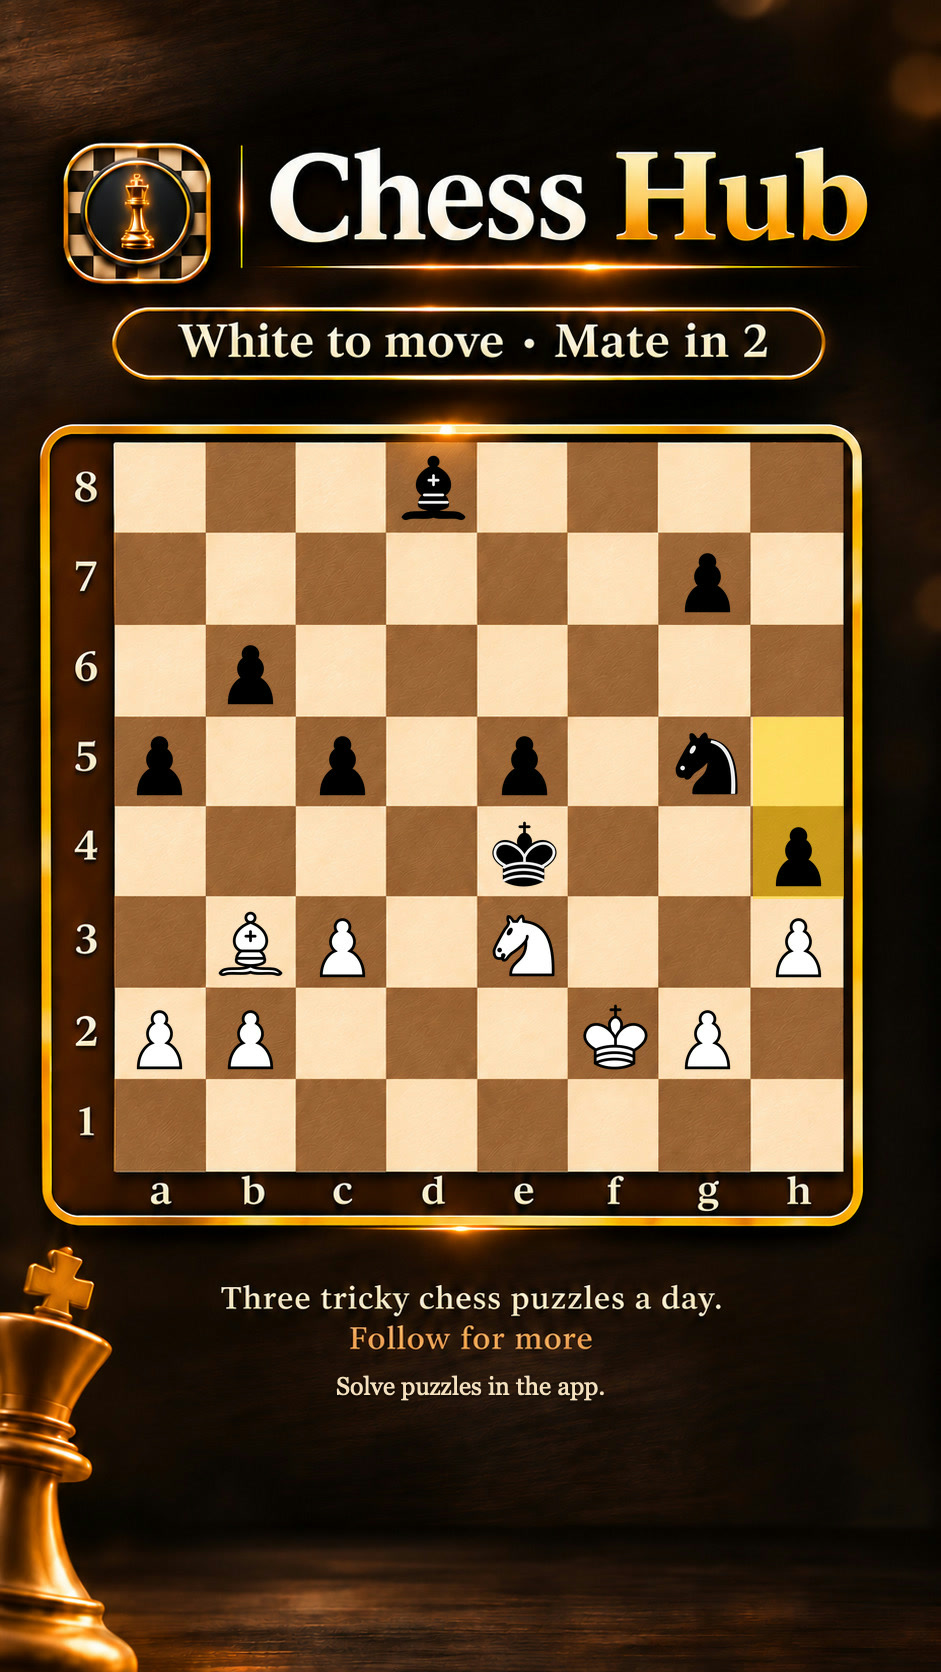 Chess Hub
White to move • Mate in 2
8
7
6
5
4
3
2
1
a b c d e f g h
Three tricky chess puzzles a day.
Follow for more
Solve puzzles in the app.